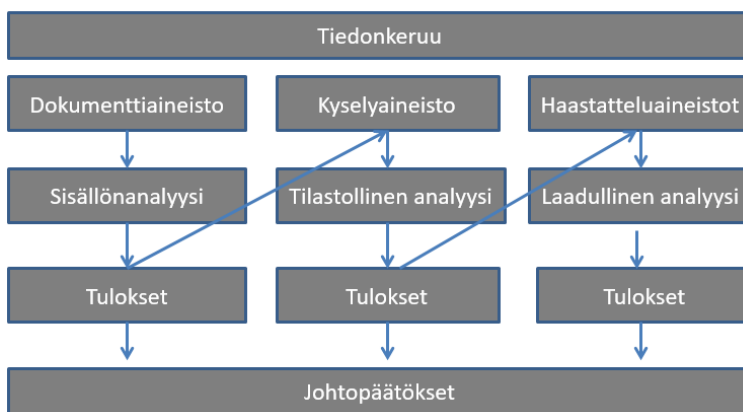 Tiedonkeruu
Dokumenttiaineisto
Kyselyaineisto
Haastatteluaineistot
Sisällönanalyysi
Tilastollinen analyysi
Laadullinen analyysi
Tulokset
Tulokset
Tulokset
Johtopäätökset